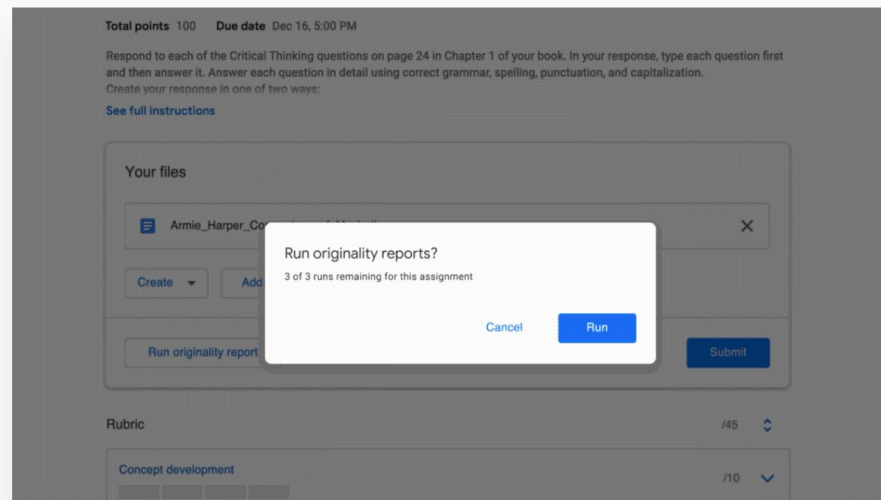 Total points 100 Due date Dec 16, 5:00 PM
Respond to each of the Critical Thinking questions on page 24 in Chapter 1 of your book. In your response, type each question first
and then answer it. Answer each question in detail using correct grammar, spelling, punctuation, and capitalization.
Create your response in one of two ways:
See full instructions
Your files
Armie_Harper_Co
Run originality reports?
3 of 3 runs remaining for this assignment
Create Add
Cancel Run
Run originality report Submit
Rubric /45
Concept development /10